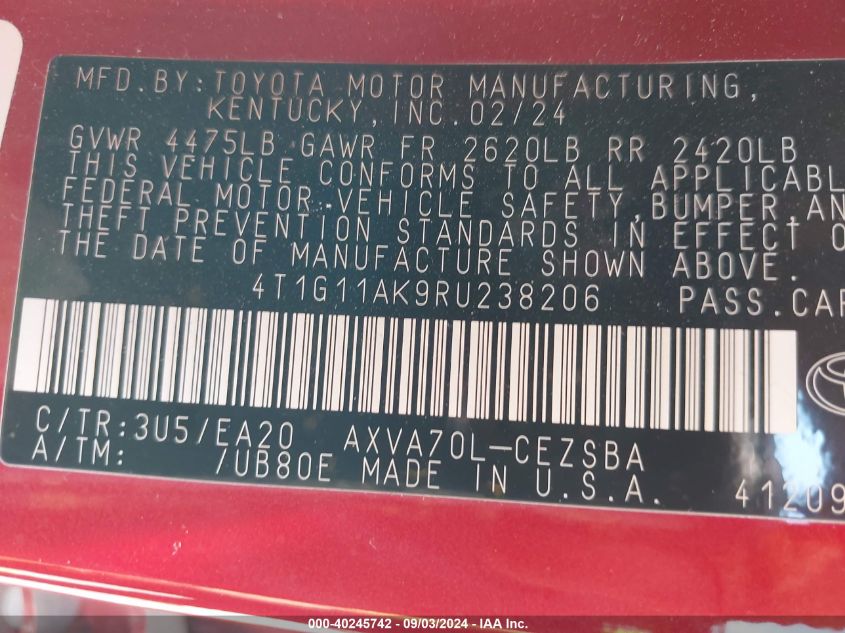 MFD.BY:TOYOTA MOTOR MANUFACTURING,
KENTUCKY, INC. 02/24
GVWR 4475LB GAWR FR 2620LB RR 2420LB
THIS VEHICLE CONFORMS TO ALL APPLICABL
FEDERAL MOTOR VEHICLE SAFETY, BUMPER, AN
THEFT PREVENTION STANDARDS IN EFFECT O
THE DATE OF MANUFACTURE SHOWN ABOVE.
4T1G11AK9RU238206 PASS.CAR
C/TR:3U5/EA20 AXVA70L-CEZSBA
A/TM: /UB80E MADE IN U.S.A.
41209
000-40245742 - 09/03/2024 - IAA Inc.